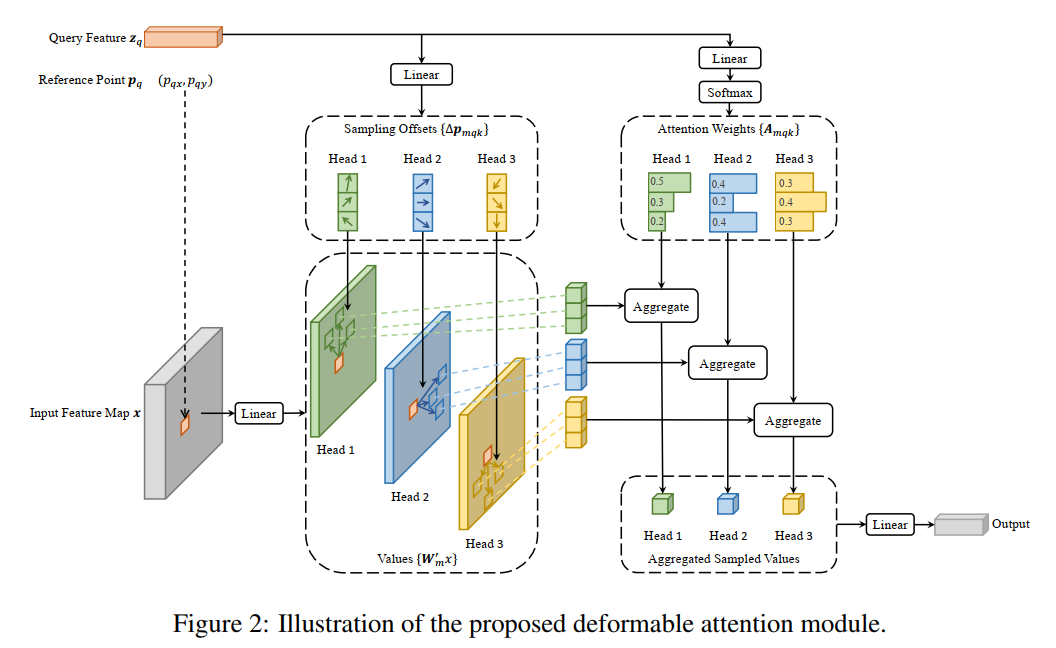 Query Feature z_q
Reference Point p_q (p_qx, p_qy)
Linear
Linear
Softmax
Sampling Offsets {Δp_mqk}
Head 1 Head 2 Head 3
Attention Weights {A_mqk}
Head 1 Head 2 Head 3
0.5 0.4 0.3
0.3 0.2 0.4
0.2 0.4 0.3
Input Feature Map x
Linear
Head 1
Head 2
Head 3
Values {W'_m x}
Aggregate
Aggregate
Aggregate
Head 1 Head 2 Head 3
Aggregated Sampled Values
Linear
Output
Figure 2: Illustration of the proposed deformable attention module.